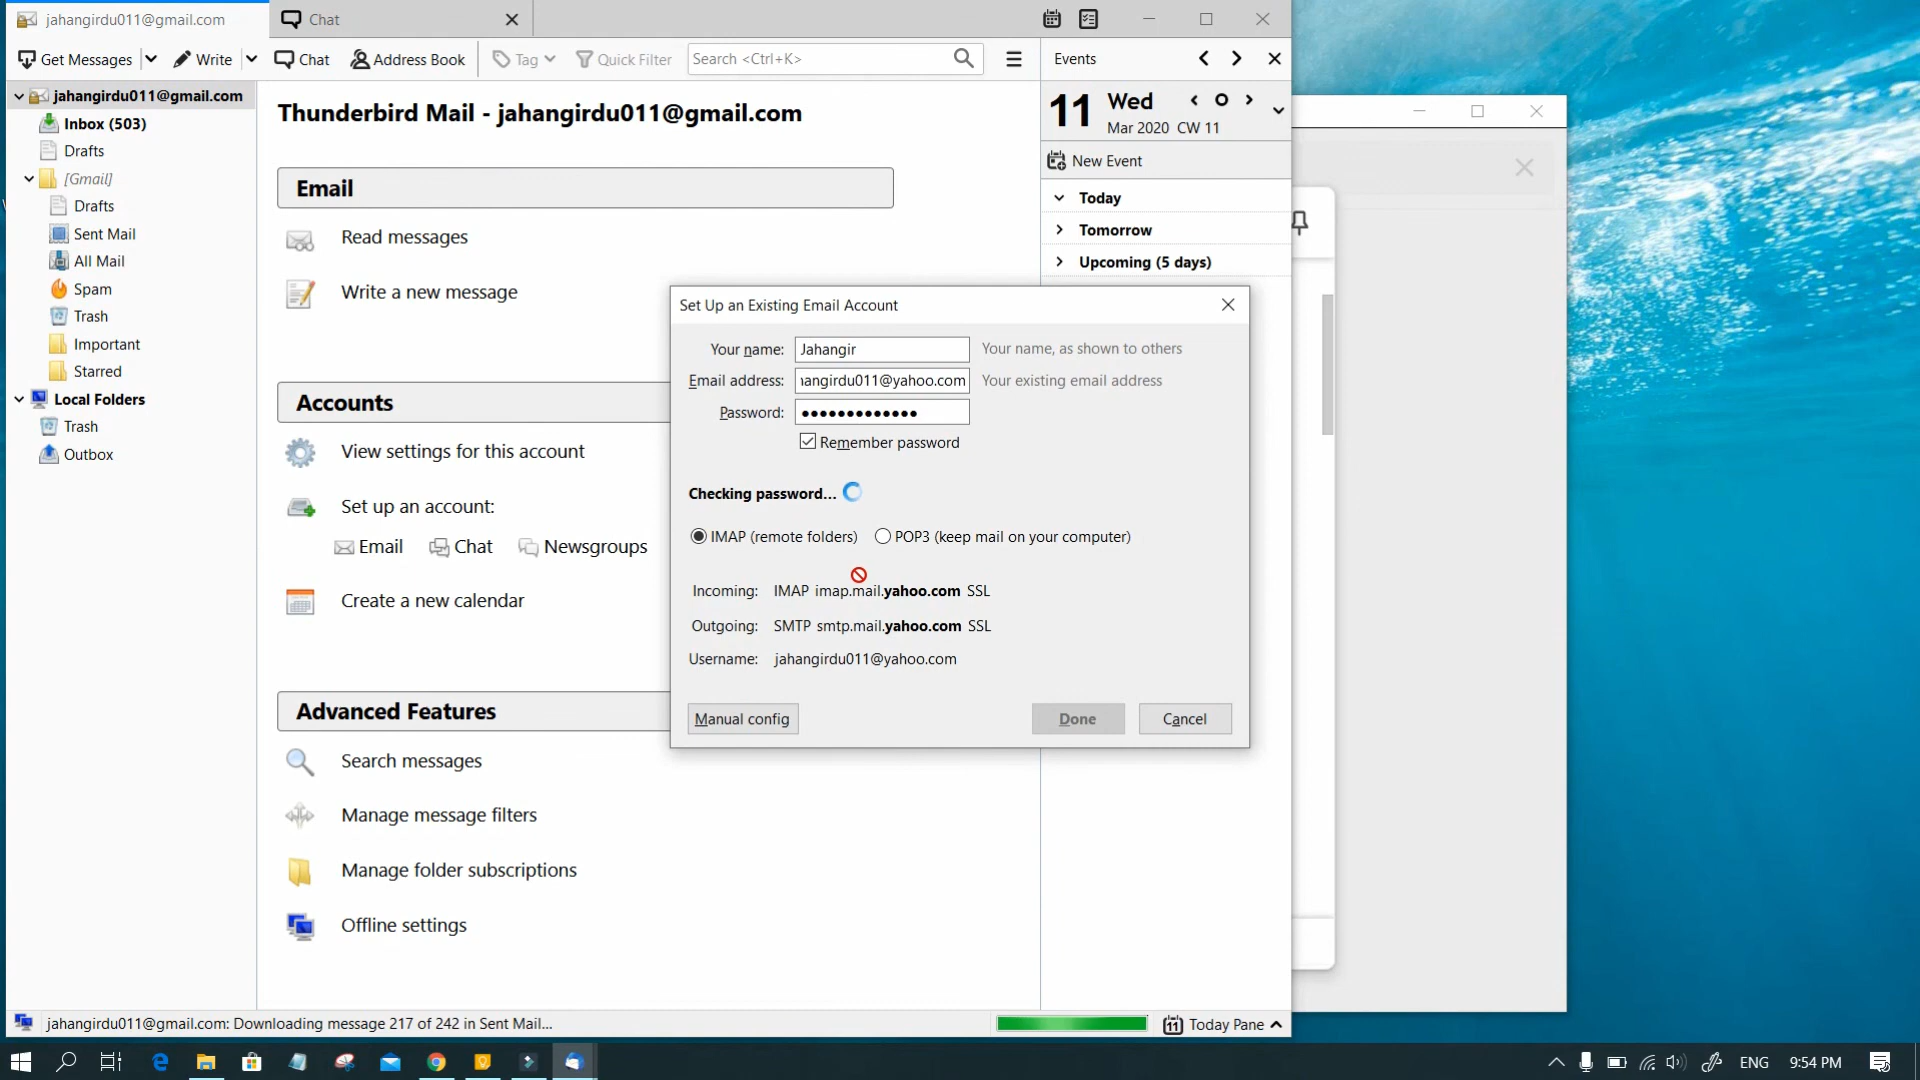 jahangirdu011@gmail.com
Chat
Get Messages
Write
Chat
Address Book
Tag
Quick Filter
Search <Ctrl+K>
Events
jahangirdu011@gmail.com
Inbox (503)
Drafts
[Gmail]
Drafts
Sent Mail
All Mail
Spam
Trash
Important
Starred
Local Folders
Trash
Outbox
Thunderbird Mail - jahangirdu011@gmail.com
Email
Read messages
Write a new message
Accounts
View settings for this account
Set up an account:
Email
Chat
Newsgroups
Create a new calendar
Advanced Features
Search messages
Manage message filters
Manage folder subscriptions
Offline settings
11
Wed
Mar 2020 CW 11
New Event
Today
Tomorrow
Upcoming (5 days)
Set Up an Existing Email Account
Your name: Jahangir Your name, as shown to others
Email address: angirdu011@yahoo.com Your existing email address
Password: •••••••••••••
Remember password
Checking password...
IMAP (remote folders) POP3 (keep mail on your computer)
Incoming: IMAP imap.mail.yahoo.com SSL
Outgoing: SMTP smtp.mail.yahoo.com SSL
Username: jahangirdu011@yahoo.com
Manual config
Done
Cancel
jahangirdu011@gmail.com: Downloading message 217 of 242 in Sent Mail...
11 Today Pane
ENG
9:54 PM